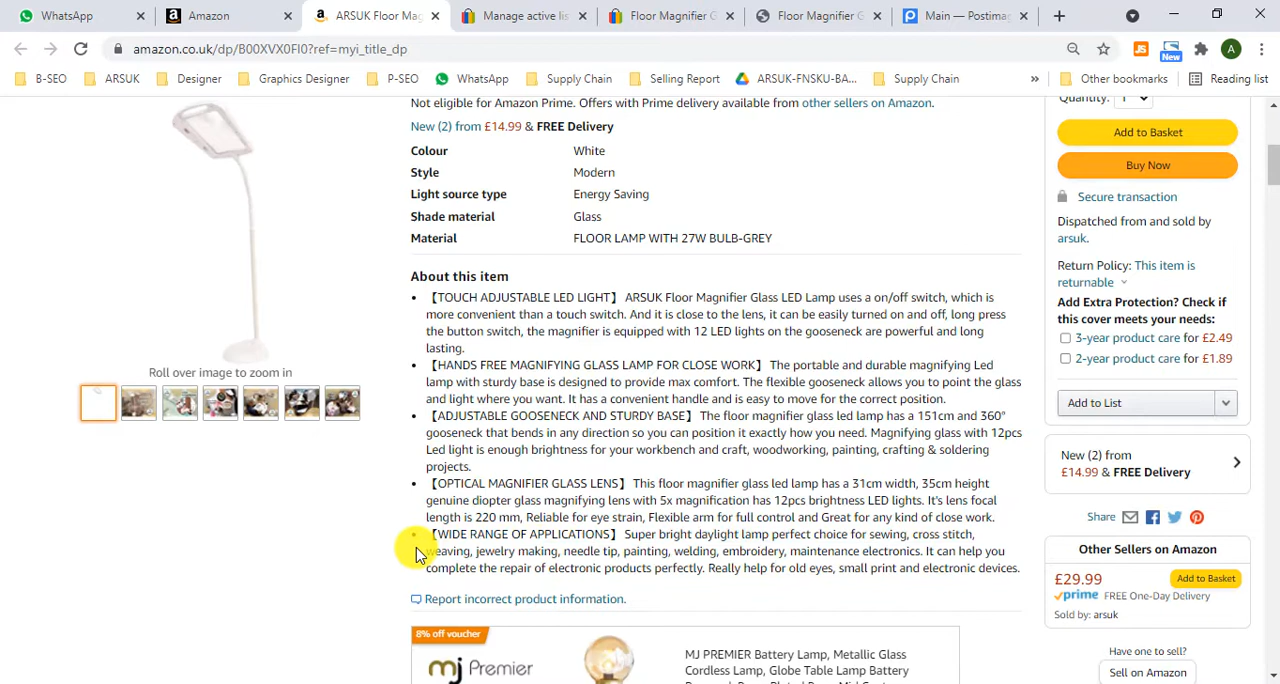 WhatsApp
Amazon
ARSUK Floor Mag
Manage active lis
Floor Magnifier G
Floor Magnifier G
Main — Postimag
amazon.co.uk/dp/B00XVX0FI0?ref=myi_title_dp
New
A
B-SEO
ARSUK
Designer
Graphics Designer
P-SEO
WhatsApp
Supply Chain
Selling Report
ARSUK-FNSKU-BA...
Supply Chain
»
Other bookmarks
Reading list
Not eligible for Amazon Prime. Offers with Prime delivery available from other sellers on Amazon.
New (2) from £14.99 & FREE Delivery
Colour White
Style Modern
Light source type Energy Saving
Shade material Glass
Material FLOOR LAMP WITH 27W BULB-GREY
About this item
• 【TOUCH ADJUSTABLE LED LIGHT】 ARSUK Floor Magnifier Glass LED Lamp uses a on/off switch, which is
more convenient than a touch switch. And it is close to the lens, it can be easily turned on and off, long press
the button switch, the magnifier is equipped with 12 LED lights on the gooseneck are powerful and long
lasting.
• 【HANDS FREE MAGNIFYING GLASS LAMP FOR CLOSE WORK】 The portable and durable magnifying Led
lamp with sturdy base is designed to provide max comfort. The flexible gooseneck allows you to point the glass
and light where you want. It has a convenient handle and is easy to move for the correct position.
• 【ADJUSTABLE GOOSENECK AND STURDY BASE】 The floor magnifier glass led lamp has a 151cm and 360°
gooseneck that bends in any direction so you can position it exactly how you need. Magnifying glass with 12pcs
Led light is enough brightness for your workbench and craft, woodworking, painting, crafting & soldering
projects.
• 【OPTICAL MAGNIFIER GLASS LENS】 This floor magnifier glass led lamp has a 31cm width, 35cm height
genuine diopter glass magnifying lens with 5x magnification has 12pcs brightness LED lights. It's lens focal
length is 220 mm, Reliable for eye strain, Flexible arm for full control and Great for any kind of close work.
• 【WIDE RANGE OF APPLICATIONS】 Super bright daylight lamp perfect choice for sewing, cross stitch,
weaving, jewelry making, needle tip, painting, welding, embroidery, maintenance electronics. It can help you
complete the repair of electronic products perfectly. Really help for old eyes, small print and electronic devices.
Report incorrect product information.
Roll over image to zoom in
8% off voucher
mj Premier
MJ PREMIER Battery Lamp, Metallic Glass
Cordless Lamp, Globe Table Lamp Battery
Quantity: 1
Add to Basket
Buy Now
Secure transaction
Dispatched from and sold by
arsuk.
Return Policy: This item is
returnable
Add Extra Protection? Check if
this cover meets your needs:
3-year product care for £2.49
2-year product care for £1.89
Add to List
New (2) from
£14.99 & FREE Delivery
Share
Other Sellers on Amazon
£29.99
Add to Basket
prime FREE One-Day Delivery
Sold by: arsuk
Have one to sell?
Sell on Amazon